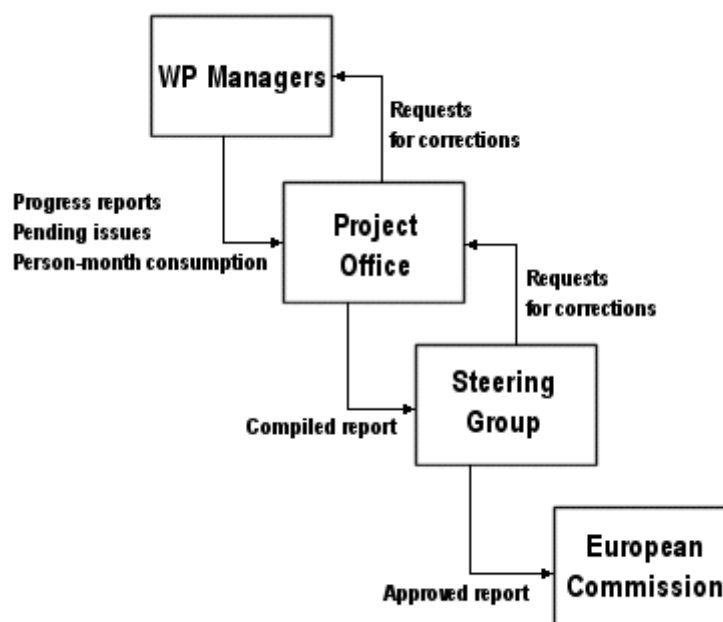 WP Managers
Requests
for corrections
Progress reports
Pending issues
Person-month consumption
Project
Office
Requests
for corrections
Compiled report
Steering
Group
Approved report
European
Commission